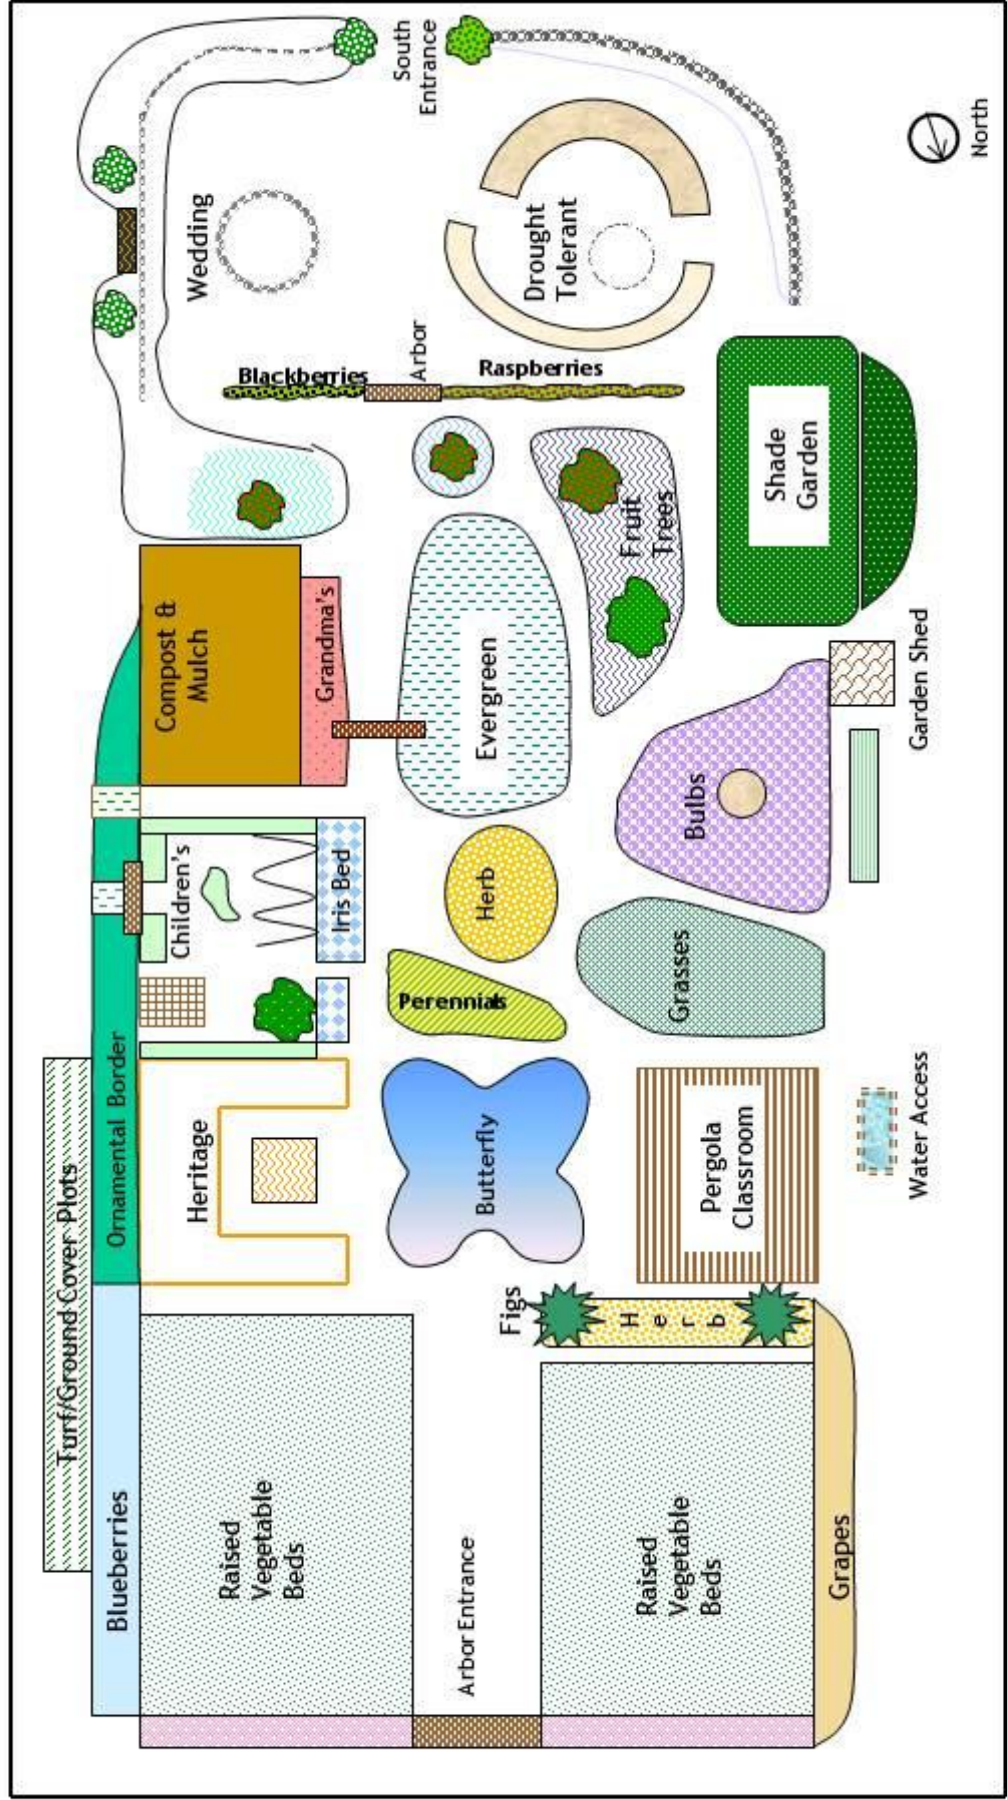 Turf/Ground Cover Plots
Blueberries
Ornamental Border
Raised
Vegetable
Beds
Heritage
Children's
Compost &
Mulch
Wedding
Iris Bed
Grandma's
Blackberries
Arbor
Raspberries
South
Entrance
Arbor Entrance
Figs
Butterfly
Perennials
Herb
Evergreen
Fruit
Trees
Drought
Tolerant
Raised
Vegetable
Beds
Herb
Pergola
Classroom
Grasses
Bulbs
Shade
Garden
Grapes
Water Access
Garden Shed
North